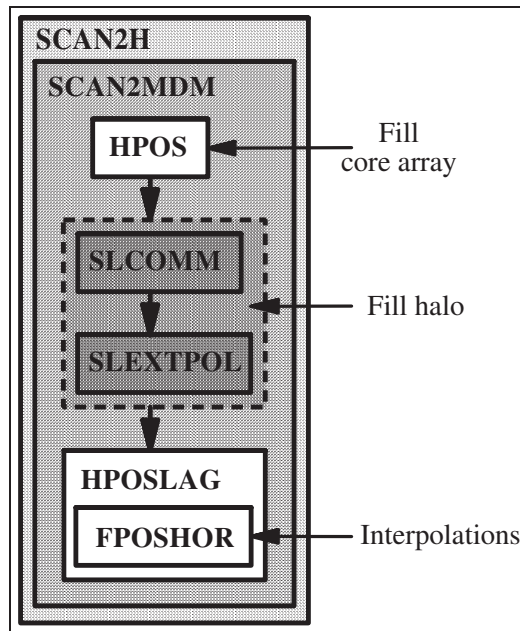 SCAN2H
SCAN2MDM
HPOS
Fill
core array
SLCOMM
Fill halo
SLEXTPOL
HPOSLAG
FPOSHOR
Interpolations